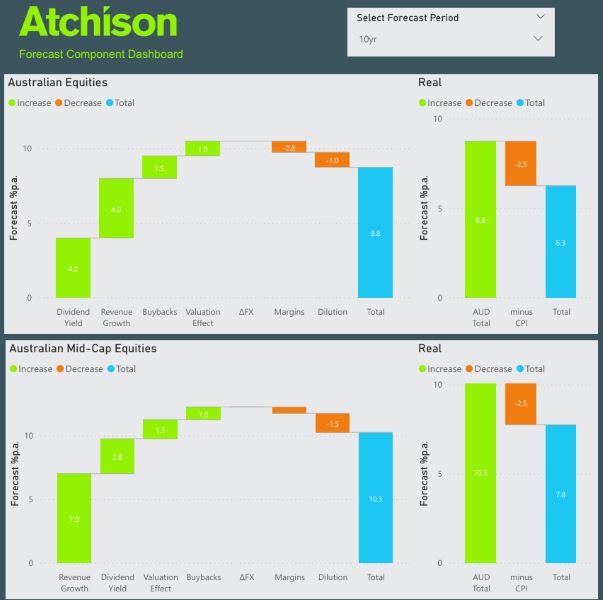 Atchison
Forecast Component Dashboard
Select Forecast Period
10yr
Australian Equities
Increase Decrease Total
Forecast %p.a.
10
5
0
4.0
4.0
1.5
1.0
-0.8
-1.0
8.8
Dividend Yield
Revenue Growth
Buybacks
Valuation Effect
ΔFX
Margins
Dilution
Total
Real
Increase Decrease Total
Forecast %p.a.
10
5
0
8.8
-2.5
6.3
AUD Total
minus CPI
Total
Australian Mid-Cap Equities
Increase Decrease Total
Forecast %p.a.
10
5
0
7.0
2.8
1.5
1.0
-1.5
10.3
Revenue Growth
Dividend Yield
Valuation Effect
Buybacks
ΔFX
Margins
Dilution
Total
Real
Increase Decrease Total
Forecast %p.a.
10
5
0
10.3
-2.5
7.8
AUD Total
minus CPI
Total